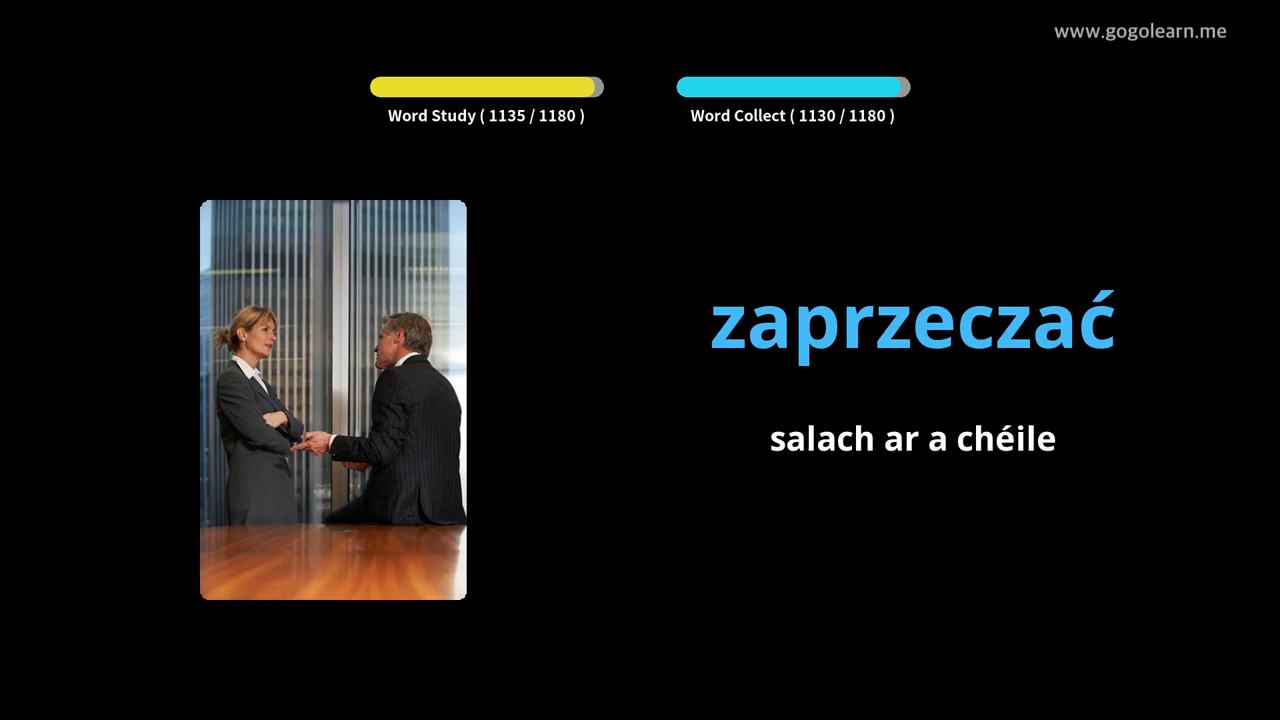 www.gogolearn.me
Word Study ( 1135 / 1180 )
Word Collect ( 1130 / 1180 )
zaprzeczać
salach ar a chéile